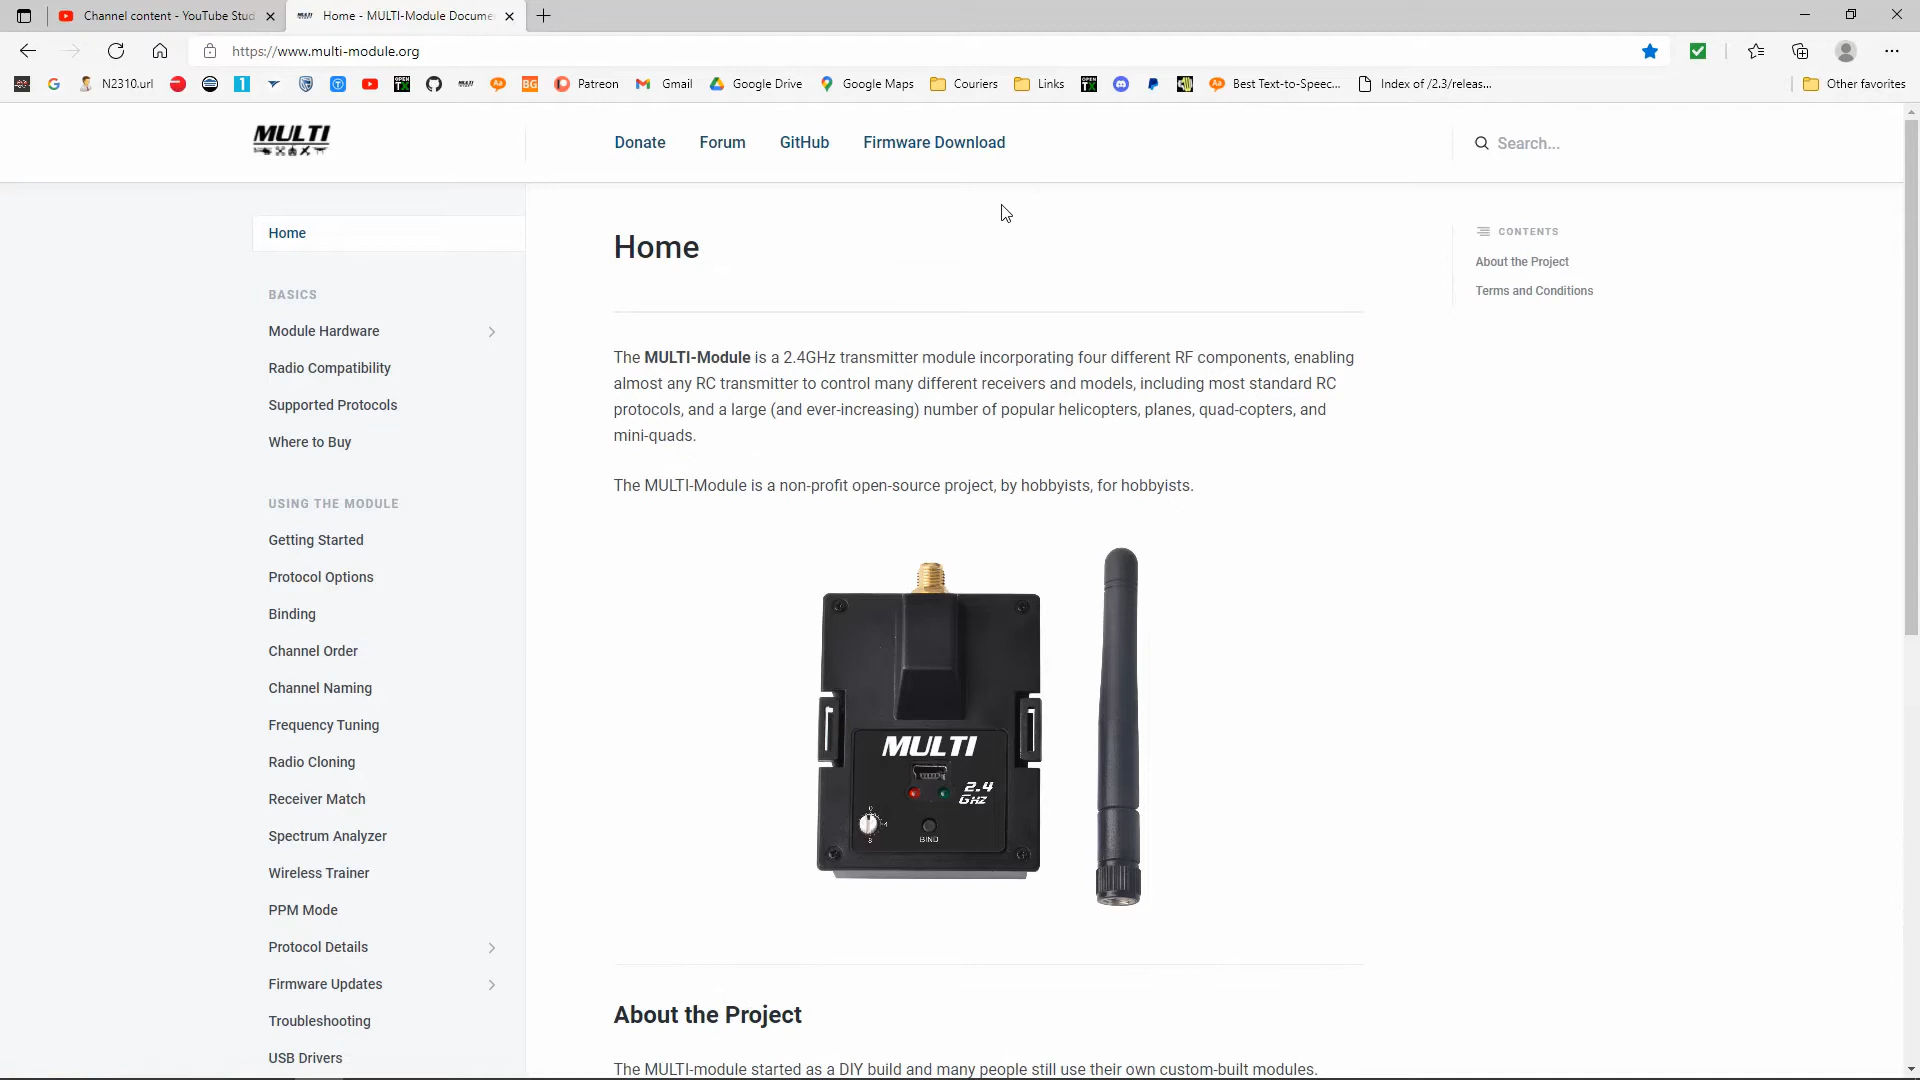 Channel content - YouTube Stud
Home - MULTI-Module Docume
https://www.multi-module.org
N2310.url
Patreon
Gmail
Google Drive
Google Maps
Couriers
Links
Best Text-to-Speec...
Index of /2.3/releas...
Other favorites
MULTI
Donate
Forum
GitHub
Firmware Download
Search...
Home
BASICS
Module Hardware
Radio Compatibility
Supported Protocols
Where to Buy
USING THE MODULE
Getting Started
Protocol Options
Binding
Channel Order
Channel Naming
Frequency Tuning
Radio Cloning
Receiver Match
Spectrum Analyzer
Wireless Trainer
PPM Mode
Protocol Details
Firmware Updates
Troubleshooting
USB Drivers
Home
The MULTI-Module is a 2.4GHz transmitter module incorporating four different RF components, enabling
almost any RC transmitter to control many different receivers and models, including most standard RC
protocols, and a large (and ever-increasing) number of popular helicopters, planes, quad-copters, and
mini-quads.
The MULTI-Module is a non-profit open-source project, by hobbyists, for hobbyists.
MULTI
2.4
GHZ
0
4
8
BIND
About the Project
The MULTI-module started as a DIY build and many people still use their own custom-built modules.
CONTENTS
About the Project
Terms and Conditions